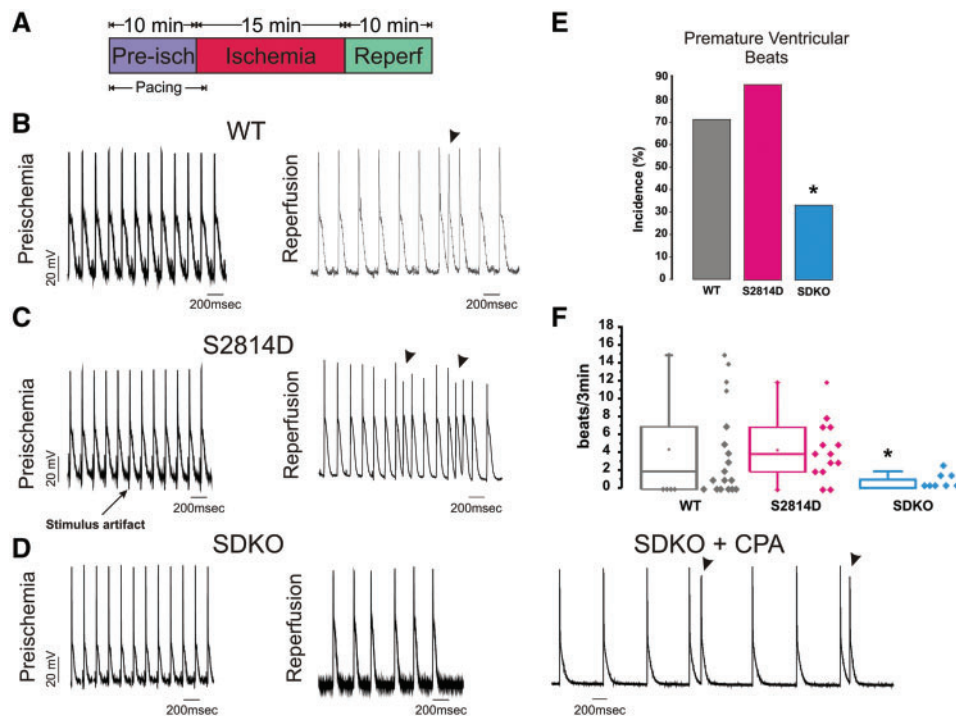 A
10 min 15 min 10 min
Pre-isch Ischemia Reperf
Pacing
B
WT
Preischemia
20 mV
200msec
Reperfusion
200msec
C
S2814D
Preischemia
20 mV
200msec
Stimulus artifact
Reperfusion
200msec
D
SDKO
Preischemia
20 mV
200msec
Reperfusion
200msec
SDKO + CPA
200msec
E
Premature Ventricular
Beats
Incidence (%)
90
80
70
60
50
40
30
20
10
0
*
WT S2814D SDKO
F
beats/3min
18
16
14
12
10
8
6
4
2
0
*
WT S2814D SDKO